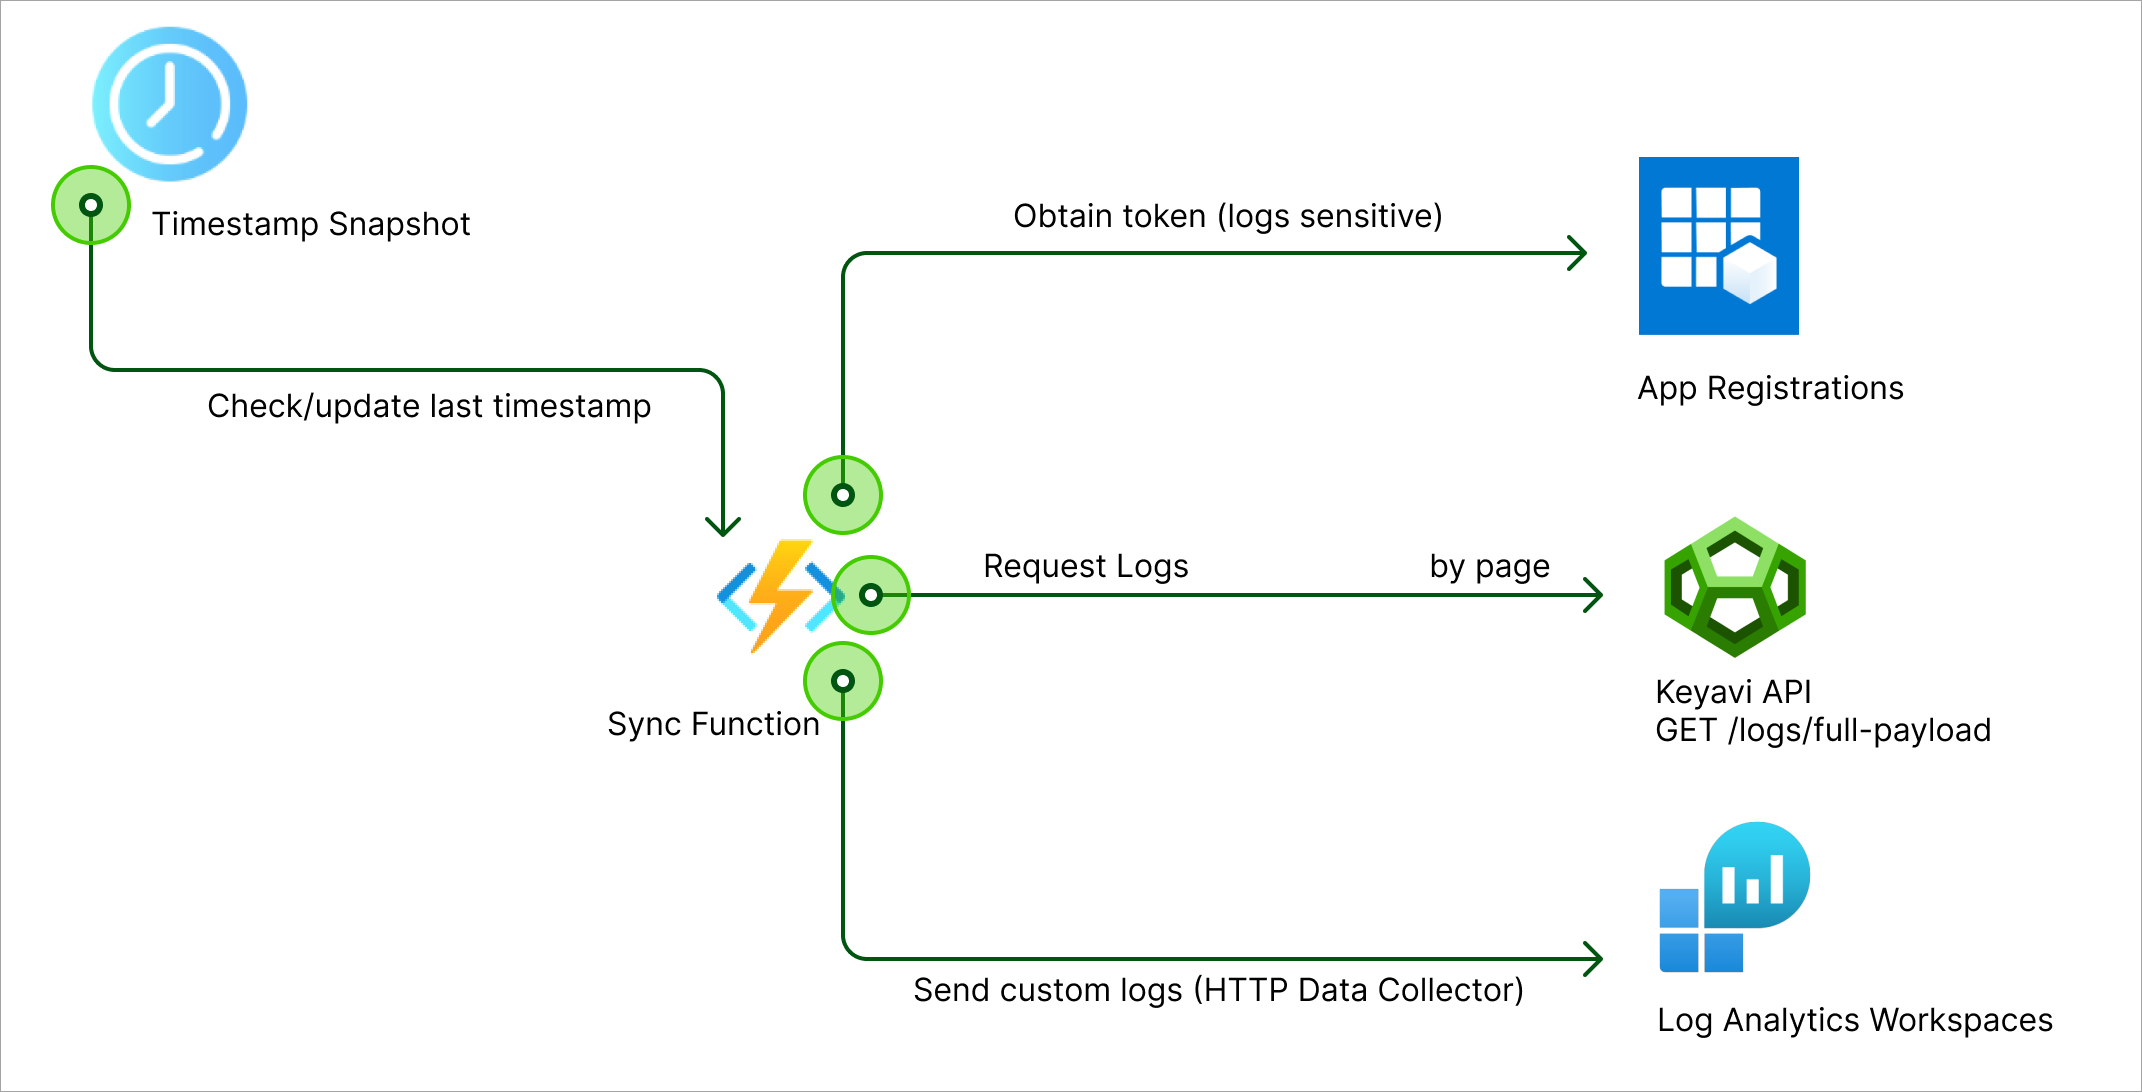 Timestamp Snapshot
Obtain token (logs sensitive)
App Registrations
Check/update last timestamp
Request Logs
by page
Keyavi API
GET /logs/full-payload
Sync Function
Send custom logs (HTTP Data Collector)
Log Analytics Workspaces